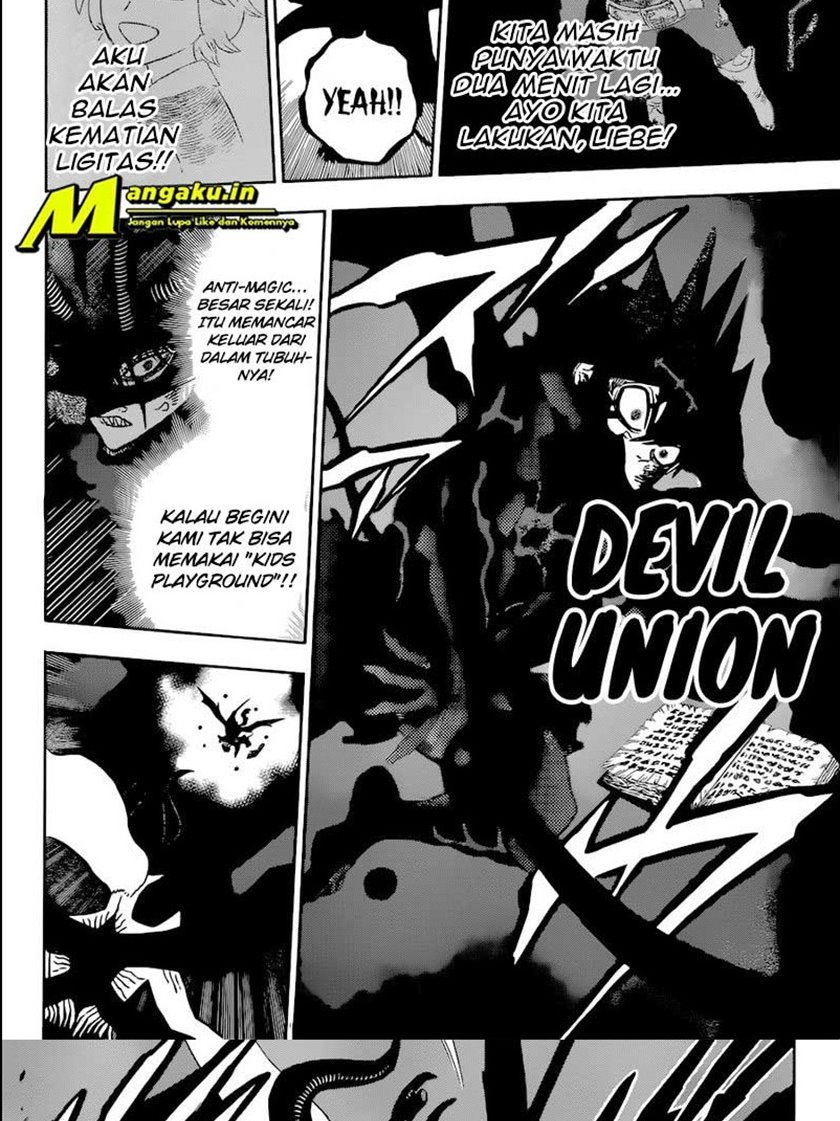 KITA MASIH
PUNYA WAKTU
DUA MENIT LAGI...
AYO KITA
LAKUKAN, LIEBE!
YEAH!!
AKU
AKAN
BALAS
KEMATIAN
LIGITAS!!
Mangaku.in
Jangan Lupa Like dan Komennya
DEVIL
UNION
ANTI-MAGIC...
BESAR SEKALI!
ITU MEMANCAR
KELUAR DARI
DALAM TUBUH-
NYA!
KALAU BEGINI
KAMI TAK BISA
MEMAKAI "KIDS
PLAYGROUND"!!